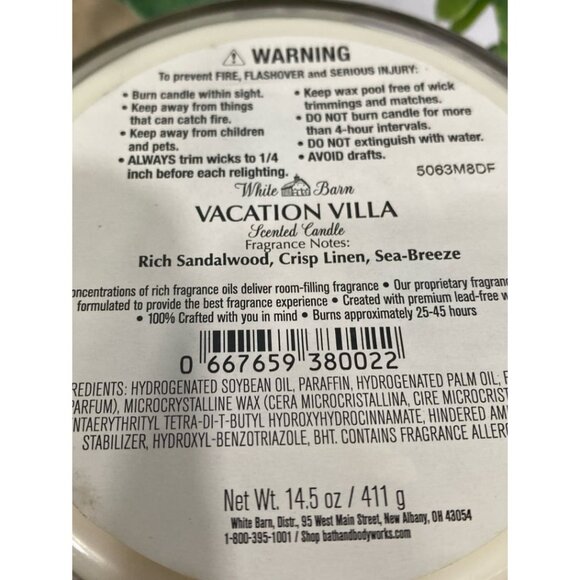 WARNING
To prevent FIRE, FLASHOVER and SERIOUS INJURY:
• Burn candle within sight.
• Keep away from things
that can catch fire.
• Keep away from children
and pets.
• ALWAYS trim wicks to 1/4
inch before each relighting.
• Keep wax pool free of wick
trimmings and matches.
• DO NOT burn candle for more
than 4-hour intervals.
• DO NOT extinguish with water.
• AVOID drafts.
5063M8DF
White Barn
VACATION VILLA
Scented Candle
Fragrance Notes:
Rich Sandalwood, Crisp Linen, Sea-Breeze
oncentrations of rich fragrance oils deliver room-filling fragrance • Our proprietary fragranc
formulated to provide the best fragrance experience • Created with premium lead-free w
• 100% Crafted with you in mind • Burns approximately 25-45 hours
0 667659 380022
REDIENTS: HYDROGENATED SOYBEAN OIL, PARAFFIN, HYDROGENATED PALM OIL, F
PARFUM), MICROCRYSTALLINE WAX (CERA MICROCRISTALLINA, CIRE MICROCRIST
NTAERYTHRITYL TETRA-DI-T-BUTYL HYDROXYHYDROCINNAMATE, HINDERED AM
STABILIZER, HYDROXYL-BENZOTRIAZOLE, BHT. CONTAINS FRAGRANCE ALLER
Net Wt. 14.5 oz / 411 g
White Barn, Distr., 95 West Main Street, New Albany, OH 43054
1-800-395-1001 / Shop bathandbodyworks.com